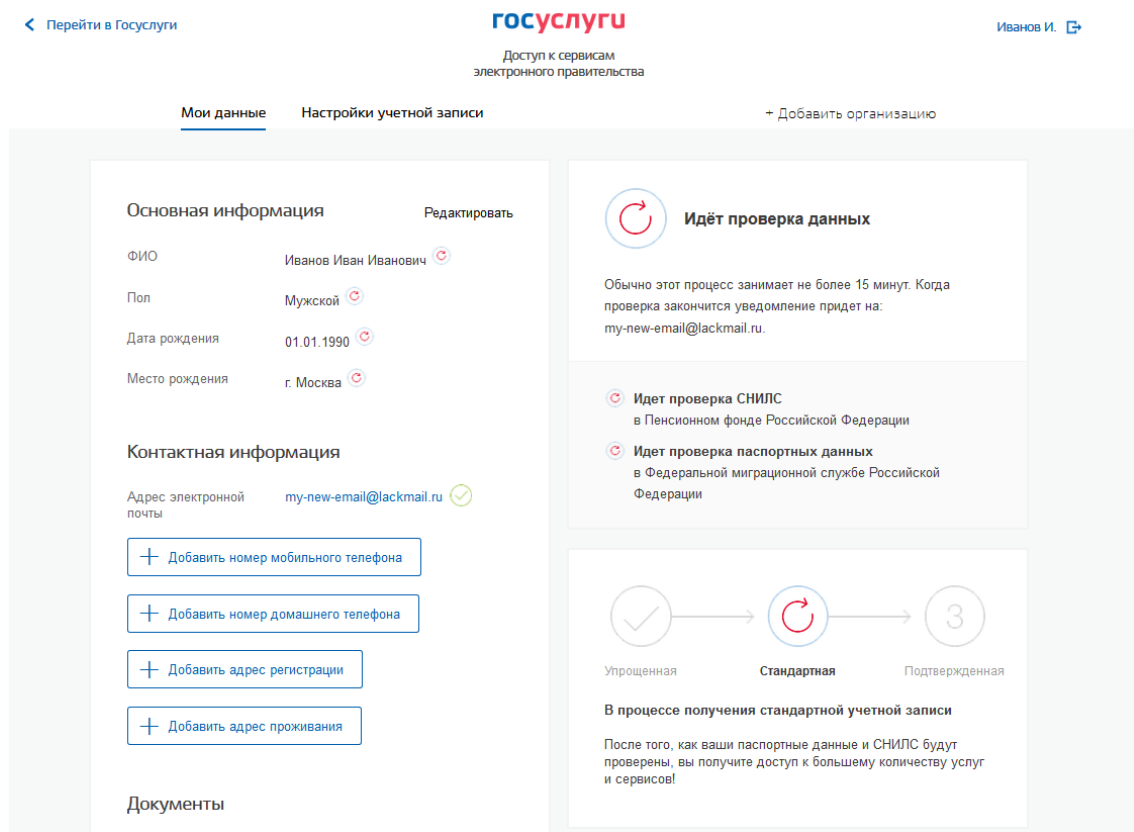 Перейти в Госуслуги
госуслуги
Иванов И.
Доступ к сервисам
электронного правительства
Мои данные
Настройки учетной записи
+ Добавить организацию
Основная информация
Редактировать
ФИО
Иванов Иван Иванович
Пол
Мужской
Дата рождения
01.01.1990
Место рождения
г. Москва
Контактная информация
Адрес электронной
почты
my-new-email@lackmail.ru
Добавить номер мобильного телефона
Добавить номер домашнего телефона
Добавить адрес регистрации
Добавить адрес проживания
Документы
Идёт проверка данных
Обычно этот процесс занимает не более 15 минут. Когда
проверка закончится уведомление придет на:
my-new-email@lackmail.ru.
Идет проверка СНИЛС
в Пенсионном фонде Российской Федерации
Идет проверка паспортных данных
в Федеральной миграционной службе Российской
Федерации
3
Упрощенная
Стандартная
Подтвержденная
В процессе получения стандартной учетной записи
После того, как ваши паспортные данные и СНИЛС будут
проверены, вы получите доступ к большему количеству услуг
и сервисов!